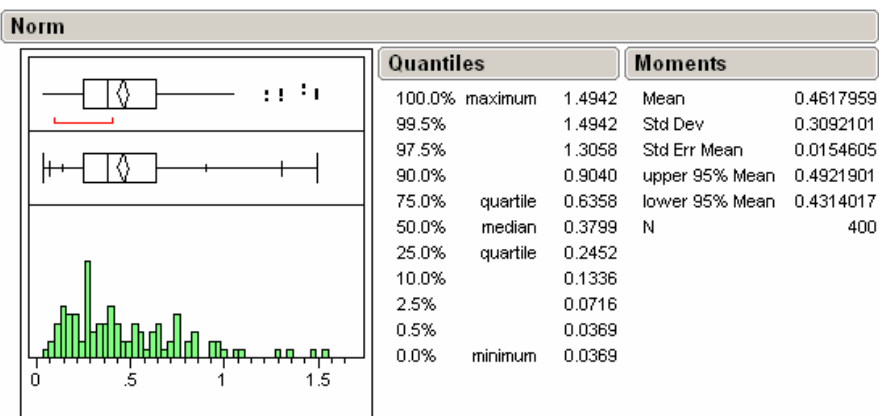 Norm
Quantiles
100.0% maximum 1.4942
99.5% 1.4942
97.5% 1.3058
90.0% 0.9040
75.0% quartile 0.6358
50.0% median 0.3799
25.0% quartile 0.2452
10.0% 0.1336
2.5% 0.0716
0.5% 0.0369
0.0% minimum 0.0369
Moments
Mean 0.4617959
Std Dev 0.3092101
Std Err Mean 0.0154605
upper 95% Mean 0.4921901
lower 95% Mean 0.4314017
N 400
0 .5 1 1.5